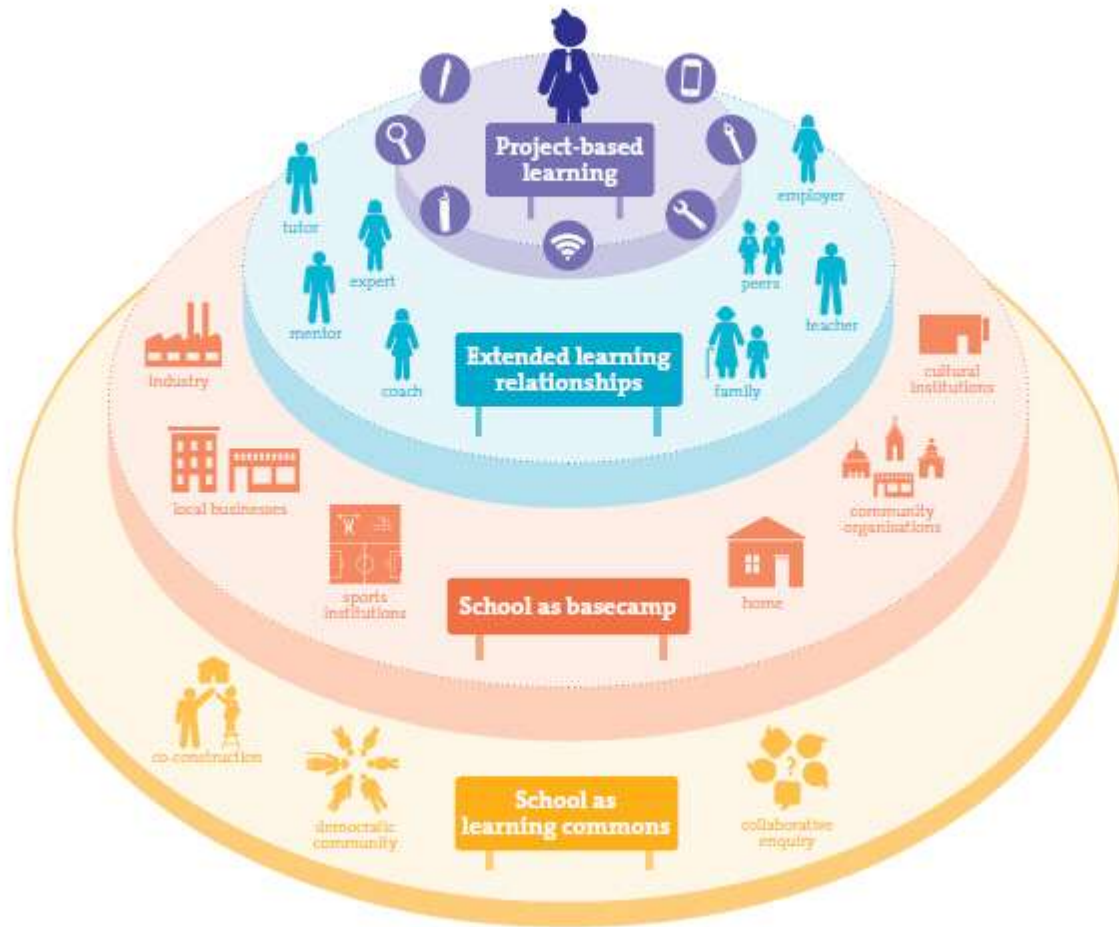 Project-based
learning
employer
tutor
expert
peers
mentor
teacher
coach
Extended learning
relationships
family
industry
cultural
institutions
local businesses
community
organisations
sports
institutions
School as basecamp
home
co-construction
democratic
community
School as
learning commons
?
collaborative
enquiry